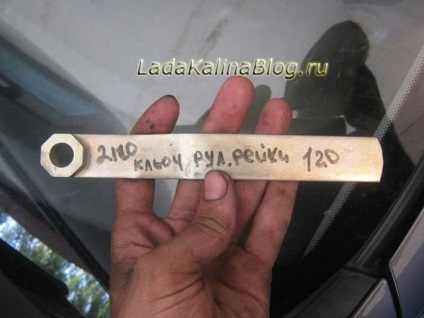 LadaKalinaBlog.ru
2110 ключ рул.рейки 120